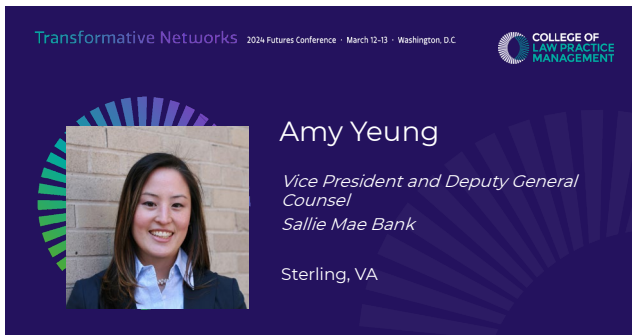 Transformative Networks 2024 Futures Conference · March 12-13 · Washington, D.C.
COLLEGE OF
LAW PRACTICE
MANAGEMENT
Amy Yeung
Vice President and Deputy General
Counsel
Sallie Mae Bank
Sterling, VA